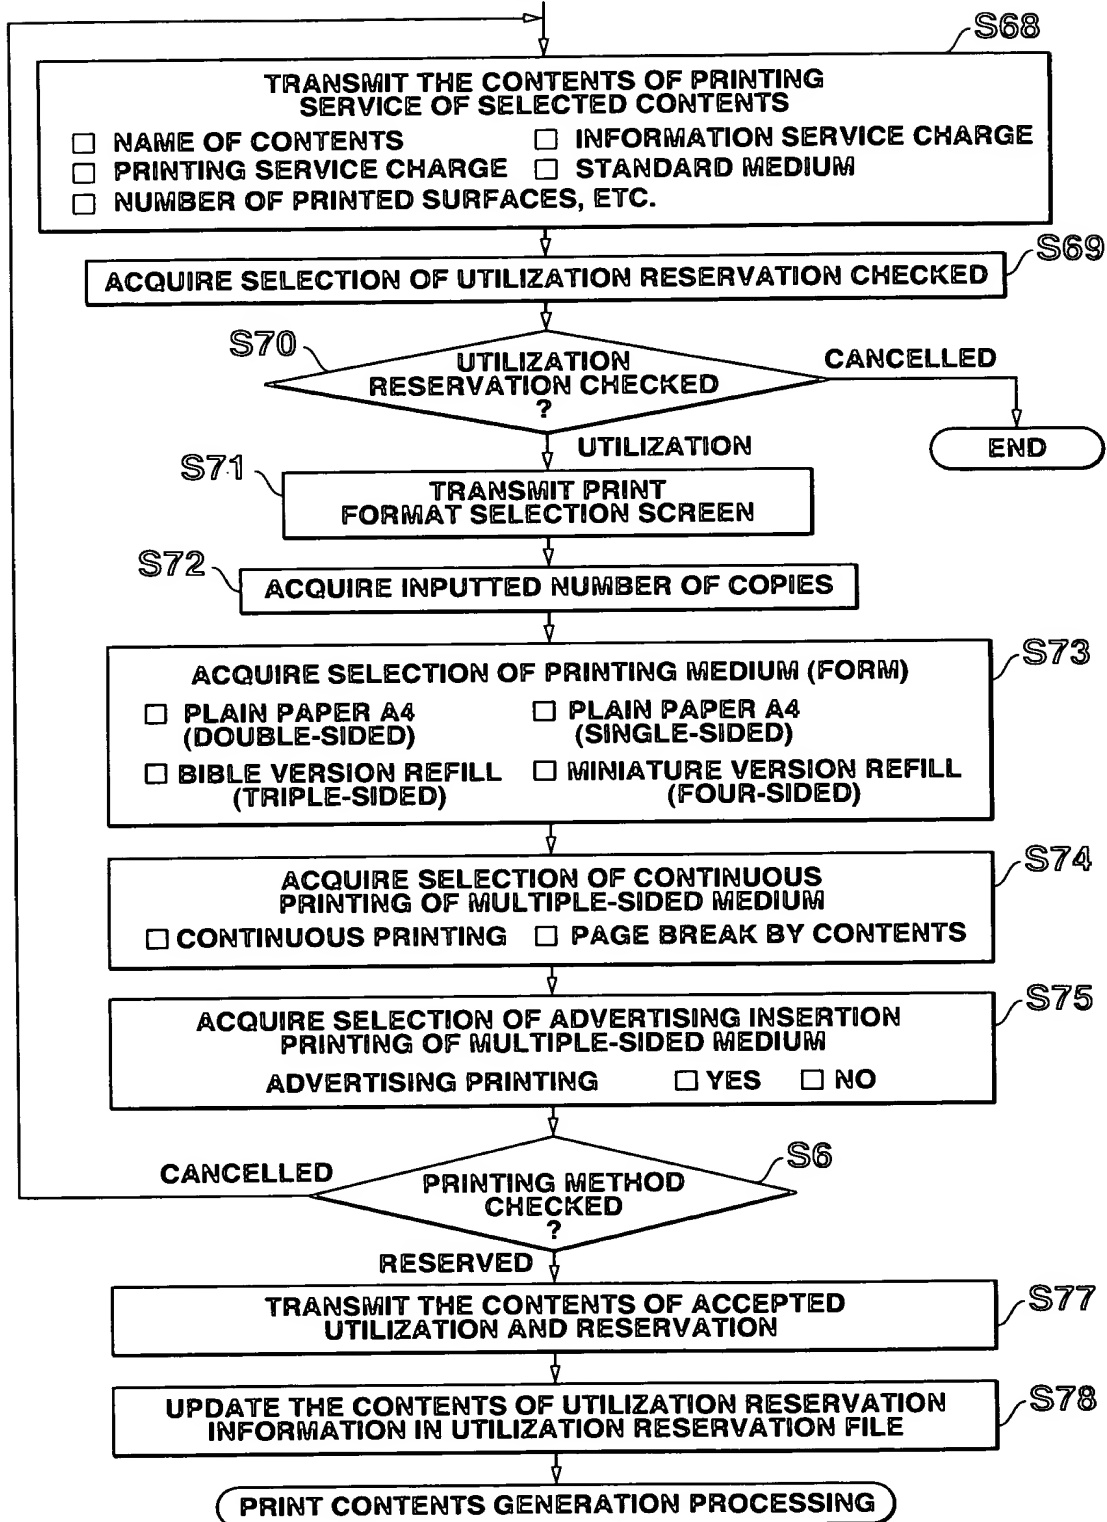 S68
TRANSMIT THE CONTENTS OF PRINTING
SERVICE OF SELECTED CONTENTS
□ NAME OF CONTENTS □ INFORMATION SERVICE CHARGE
□ PRINTING SERVICE CHARGE □ STANDARD MEDIUM
□ NUMBER OF PRINTED SURFACES, ETC.
S69
ACQUIRE SELECTION OF UTILIZATION RESERVATION CHECKED
S70
UTILIZATION
RESERVATION CHECKED
?
CANCELLED
END
UTILIZATION
S71
TRANSMIT PRINT
FORMAT SELECTION SCREEN
S72
ACQUIRE INPUTTED NUMBER OF COPIES
S73
ACQUIRE SELECTION OF PRINTING MEDIUM (FORM)
□ PLAIN PAPER A4 □ PLAIN PAPER A4
(DOUBLE-SIDED) (SINGLE-SIDED)
□ BIBLE VERSION REFILL □ MINIATURE VERSION REFILL
(TRIPLE-SIDED) (FOUR-SIDED)
S74
ACQUIRE SELECTION OF CONTINUOUS
PRINTING OF MULTIPLE-SIDED MEDIUM
□ CONTINUOUS PRINTING □ PAGE BREAK BY CONTENTS
S75
ACQUIRE SELECTION OF ADVERTISING INSERTION
PRINTING OF MULTIPLE-SIDED MEDIUM
ADVERTISING PRINTING □ YES □ NO
S6
CANCELLED
PRINTING METHOD
CHECKED
?
RESERVED
S77
TRANSMIT THE CONTENTS OF ACCEPTED
UTILIZATION AND RESERVATION
S78
UPDATE THE CONTENTS OF UTILIZATION RESERVATION
INFORMATION IN UTILIZATION RESERVATION FILE
PRINT CONTENTS GENERATION PROCESSING